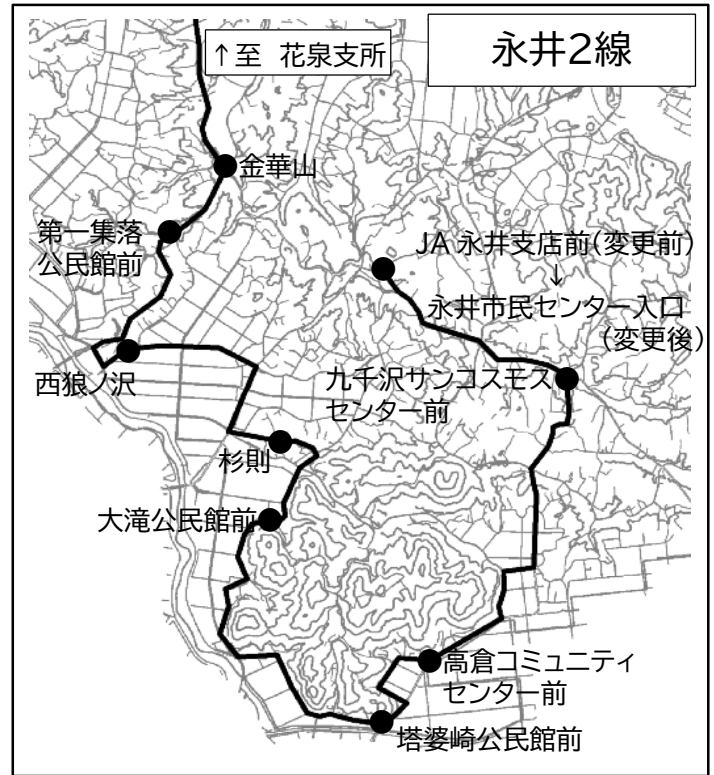 永井2線
↑至 花泉支所
金華山
第一集落
公民館前
JA 永井支店前(変更前)
↓
永井市民センター入口
(変更後)
西狼ノ沢
九千沢サンコスモス
センター前
杉則
大滝公民館前
高倉コミュニティ
センター前
塔婆崎公民館前